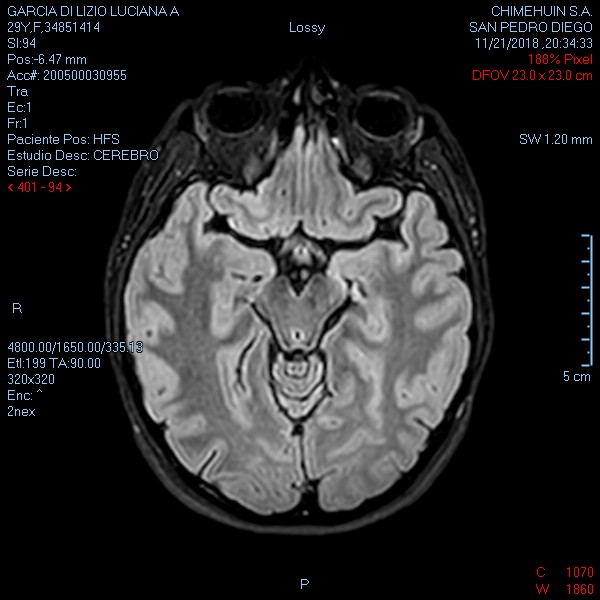 GARCIA DI LIZIO LUCIANA A
29Y,F,34851414
Sl:94
Pos:-6.47 mm
Acc#: 200500030955
Tra
Ec:1
Fr:1
Paciente Pos: HFS
Estudio Desc: CEREBRO
Serie Desc:
< 401 - 94 >
Lossy
CHIMEHUIN S.A.
SAN PEDRO DIEGO
11/21/2018 ,20:34:33
188% Pixel
DFOV 23.0 x 23.0 cm
SW 1.20 mm
R
4800.00/1650.00/335.13
Etl:199 TA:90.00
320x320
Enc: ^
2nex
5 cm
P
C 1070
W 1860